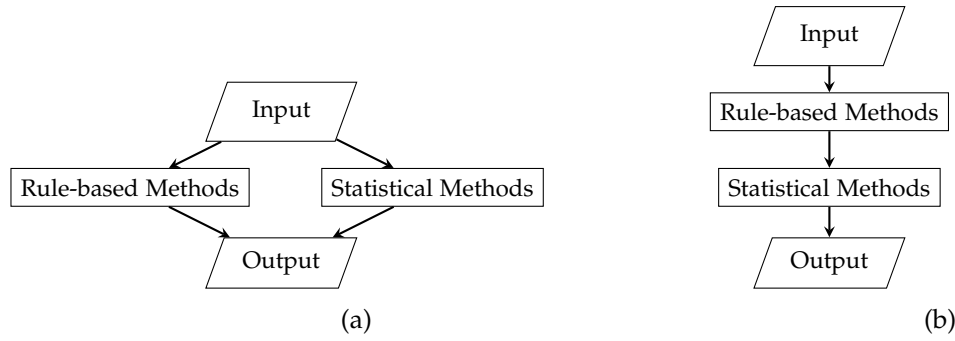 Input
Rule-based Methods
Statistical Methods
Output
(a)
Input
Rule-based Methods
Statistical Methods
Output
(b)